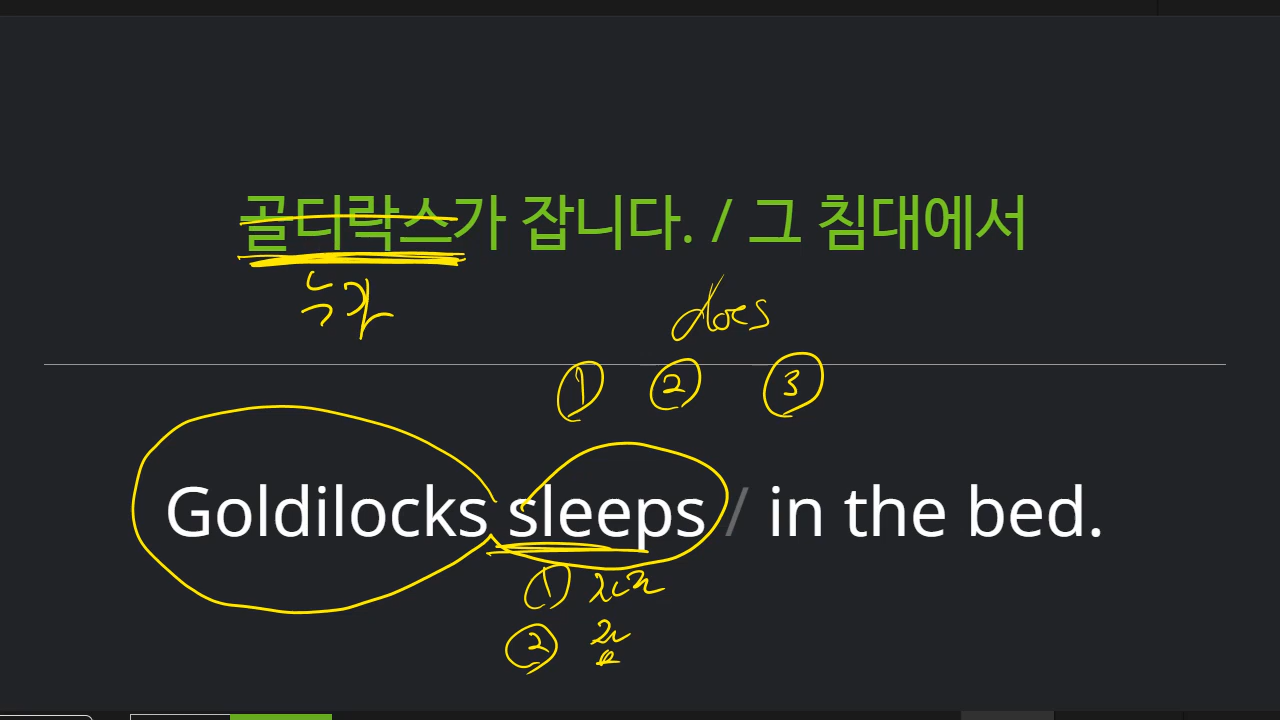 골디락스가 잡니다. / 그 침대에서
누가
does
① ② ③
Goldilocks sleeps / in the bed.
①
②